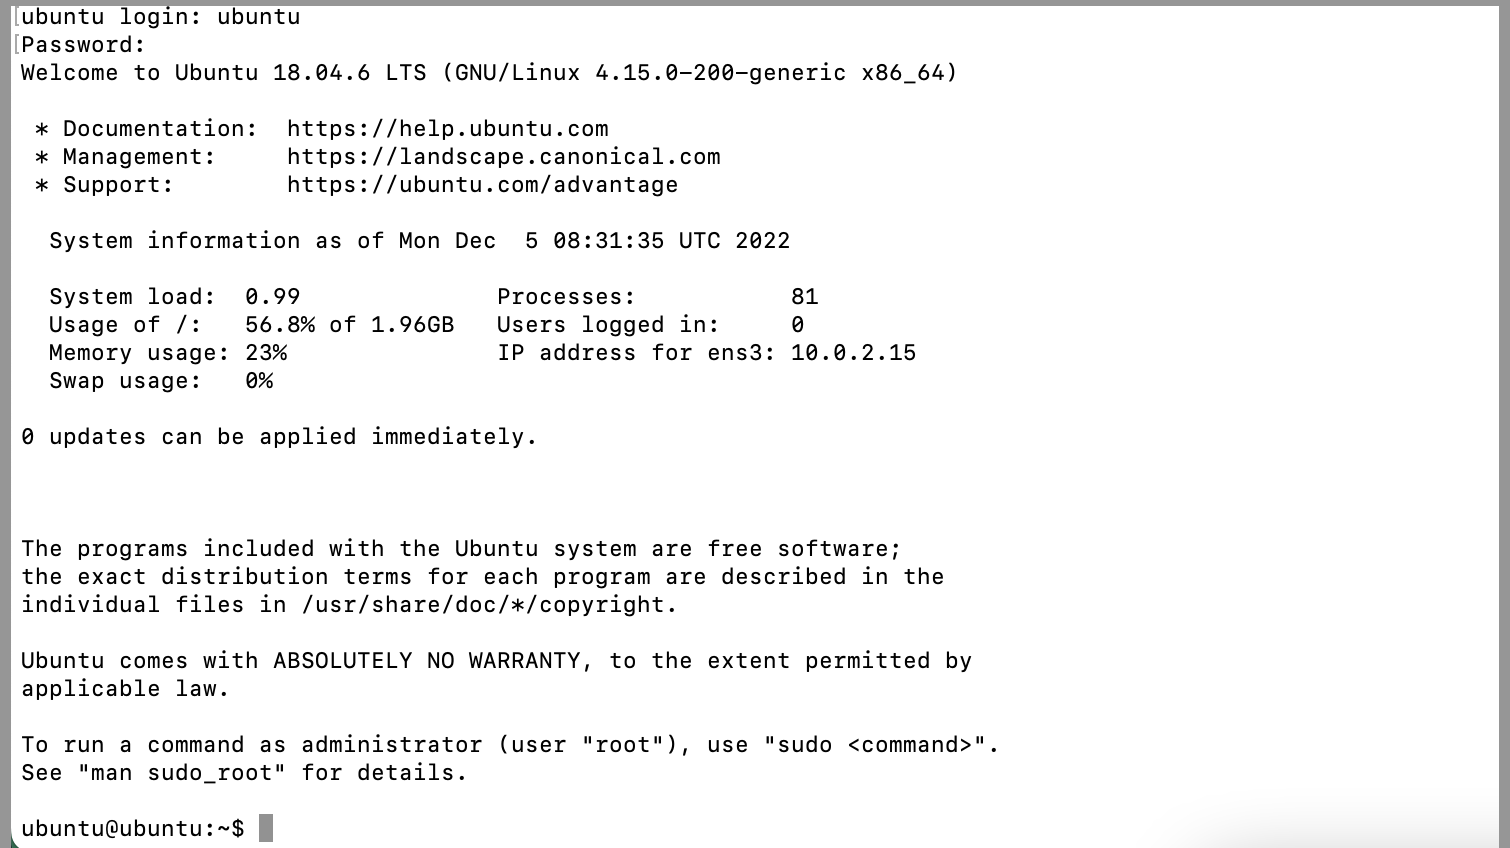 [ubuntu login: ubuntu
[Password:
Welcome to Ubuntu 18.04.6 LTS (GNU/Linux 4.15.0-200-generic x86_64)

 * Documentation:  https://help.ubuntu.com
 * Management:     https://landscape.canonical.com
 * Support:        https://ubuntu.com/advantage

  System information as of Mon Dec  5 08:31:35 UTC 2022

  System load:  0.99              Processes:           81
  Usage of /:   56.8% of 1.96GB   Users logged in:     0
  Memory usage: 23%               IP address for ens3: 10.0.2.15
  Swap usage:   0%

0 updates can be applied immediately.

The programs included with the Ubuntu system are free software;
the exact distribution terms for each program are described in the
individual files in /usr/share/doc/*/copyright.

Ubuntu comes with ABSOLUTELY NO WARRANTY, to the extent permitted by
applicable law.

To run a command as administrator (user "root"), use "sudo <command>".
See "man sudo_root" for details.

ubuntu@ubuntu:~$